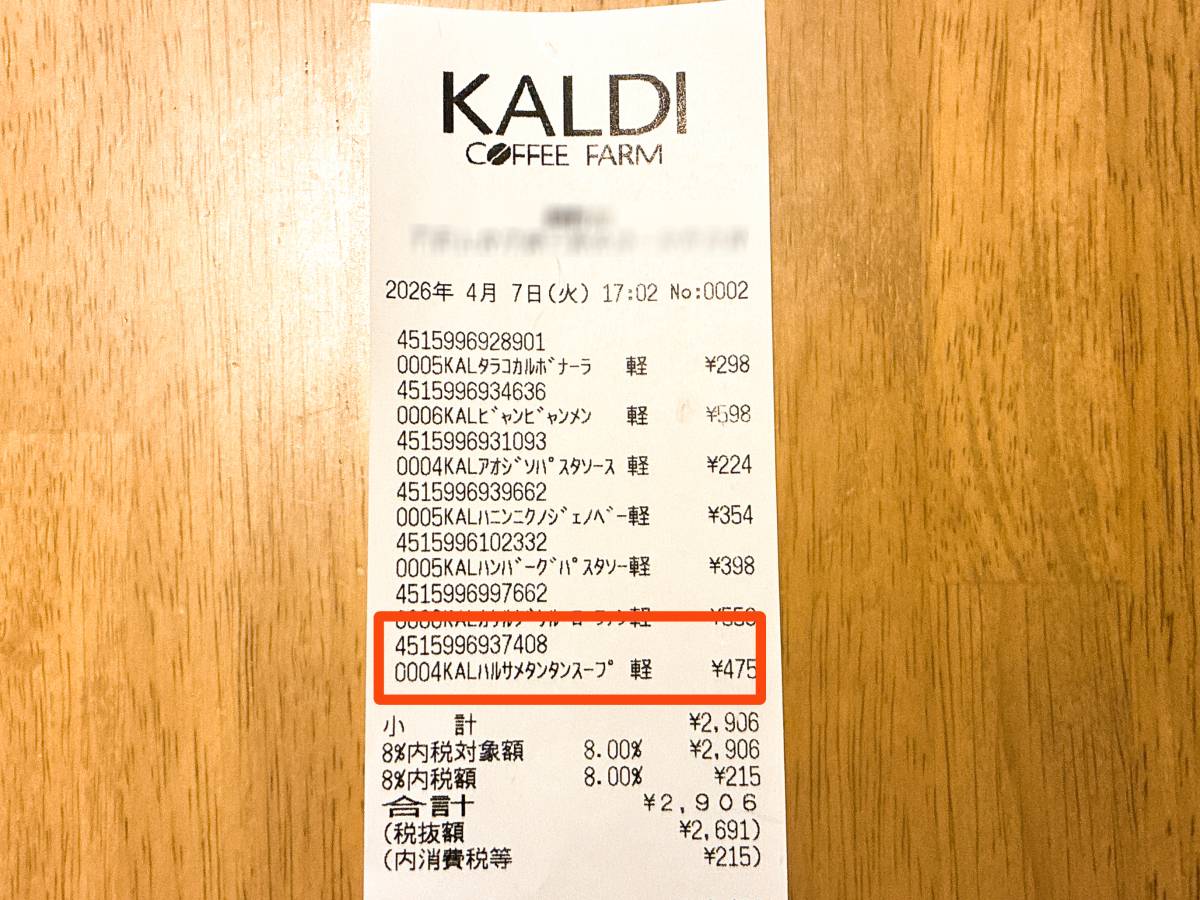 KALDI
COFFEE FARM
2026年 4月 7日(火) 17:02 No:0002
4515996928901
0005KALﾀﾗｺｶﾙﾎﾞﾅｰﾗ 軽 ¥298
4515996934636
0006KALﾋﾞｬﾝﾋﾞｬﾝﾒﾝ 軽 ¥598
4515996931093
0004KALｱｵｼﾞｿﾊﾟｽﾀｿｰｽ 軽 ¥224
4515996939662
0005KALﾊﾆﾝﾆｸﾉｼﾞｪﾉﾍﾞｰ軽 ¥354
4515996102332
0005KALﾊﾝﾊﾞｰｸﾞﾊﾟｽﾀｿｰ軽 ¥398
4515996997662
軽
4515996937408
0004KALﾊﾙｻﾒﾀﾝﾀﾝｽｰﾌﾟ 軽 ¥475
小 計 ¥2,906
8%内税対象額 8.00% ¥2,906
8%内税額 8.00% ¥215
合計 ¥2,906
(税抜額 ¥2,691)
(内消費税等 ¥215)